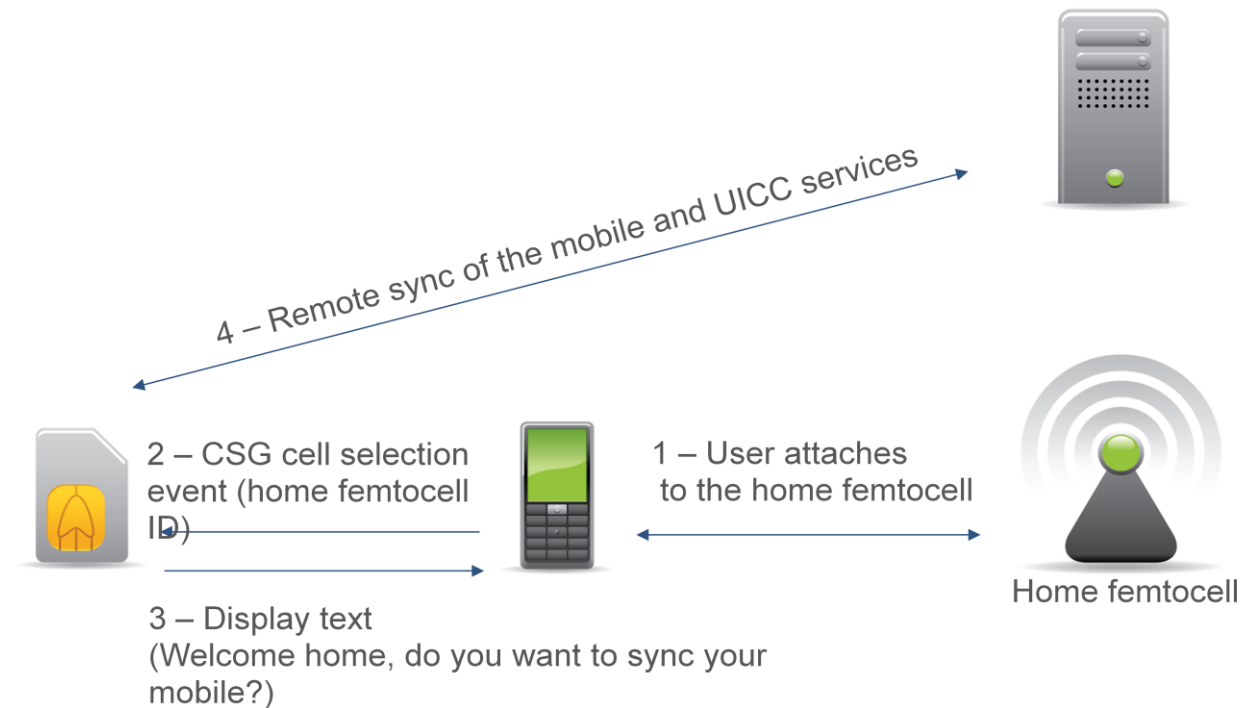 4 – Remote sync of the mobile and UICC services
2 – CSG cell selection
event (home femtocell
ID)
1 – User attaches
to the home femtocell
Home femtocell
3 – Display text
(Welcome home, do you want to sync your
mobile?)